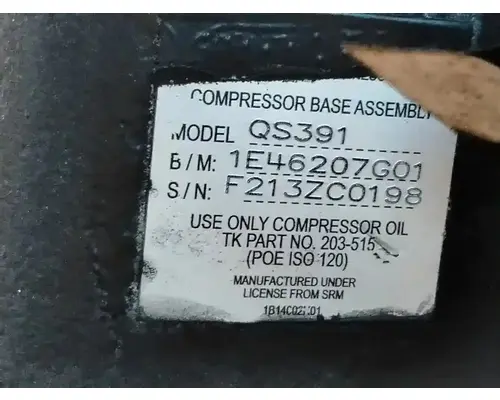 COMPRESSOR BASE ASSEMBLY
MODEL QS391
B/M: 1E46207G01
S/N: F213ZC0198
USE ONLY COMPRESSOR OIL
TK PART NO. 203-515
(POE ISO 120)
MANUFACTURED UNDER
LICENSE FROM SRM